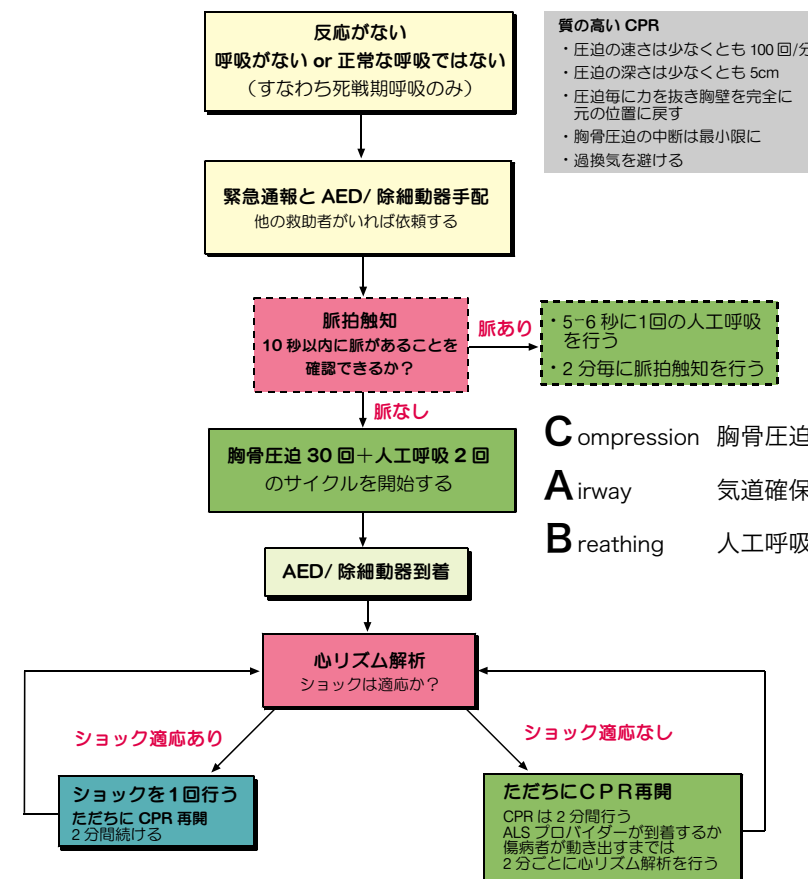 反応がない
呼吸がない or 正常な呼吸ではない
(すなわち死戦期呼吸のみ)
質の高い CPR
・圧迫の速さは少なくとも 100 回/分
・圧迫の深さは少なくとも 5cm
・圧迫毎に力を抜き胸壁を完全に
元の位置に戻す
・胸骨圧迫の中断は最小限に
・過換気を避ける
緊急通報と AED/ 除細動器手配
他の救助者がいれば依頼する
脈拍触知
10 秒以内に脈があることを
確認できるか？
脈あり
・5−6 秒に1回の人工呼吸
を行う
・2 分毎に脈拍触知を行う
脈なし
胸骨圧迫 30 回＋人工呼吸 2 回
のサイクルを開始する
Compression 胸骨圧迫
Airway 気道確保
Breathing 人工呼吸
AED/ 除細動器到着
心リズム解析
ショックは適応か？
ショック適応あり
ショック適応なし
ショックを1回行う
ただちに CPR 再開
2 分間続ける
ただちにＣＰＲ再開
CPR は 2 分間行う
ALS プロバイダーが到着するか
傷病者が動き出すまでは
2 分ごとに心リズム解析を行う